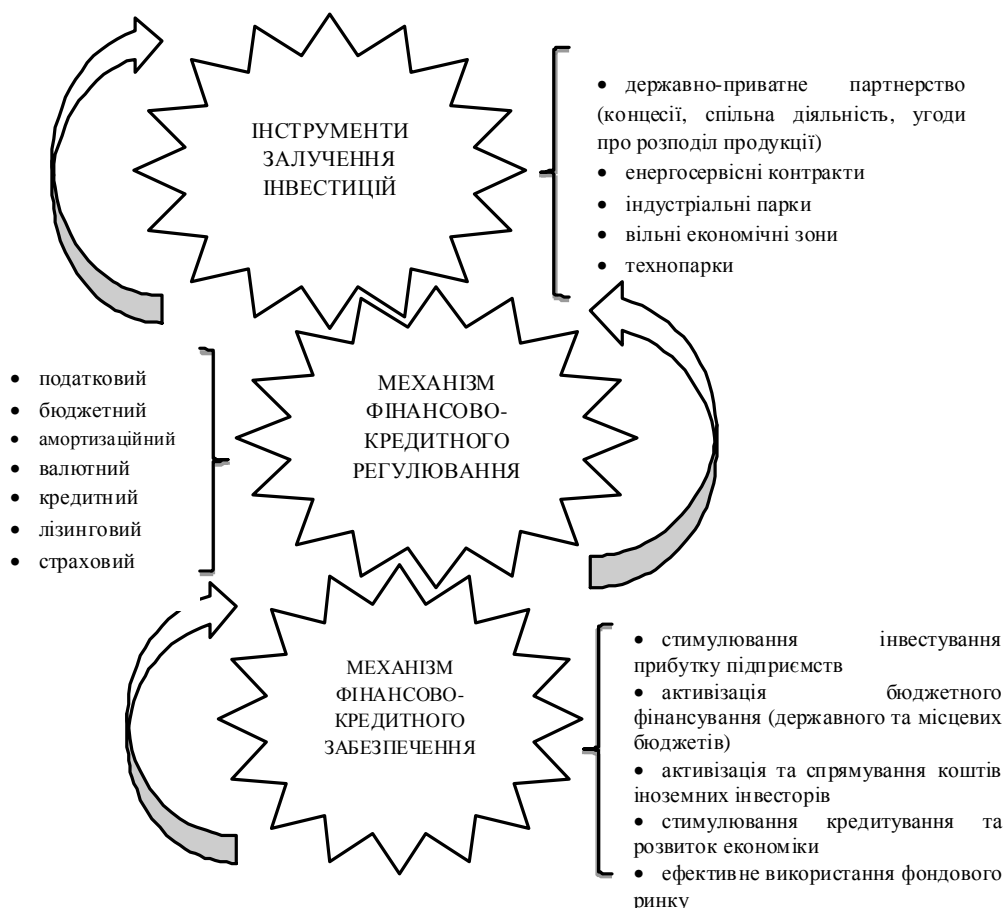 ІНСТРУМЕНТИ
ЗАЛУЧЕННЯ
ІНВЕСТИЦІЙ
• державно-приватне партнерство
(концесії, спільна діяльність, угоди
про розподіл продукції)
• енергосервісні контракти
• індустріальні парки
• вільні економічні зони
• технопарки
• податковий
• бюджетний
• амортизаційний
• валютний
• кредитний
• лізинговий
• страховий
МЕХАНІЗМ
ФІНАНСОВО-
КРЕДИТНОГО
РЕГУЛЮВАННЯ
МЕХАНІЗМ
ФІНАНСОВО-
КРЕДИТНОГО
ЗАБЕЗПЕЧЕННЯ
• стимулювання інвестування
прибутку підприємств
• активізація бюджетного
фінансування (державного та місцевих
бюджетів)
• активізація та спрямування коштів
іноземних інвесторів
• стимулювання кредитування та
розвиток економіки
• ефективне використання фондового
ринку